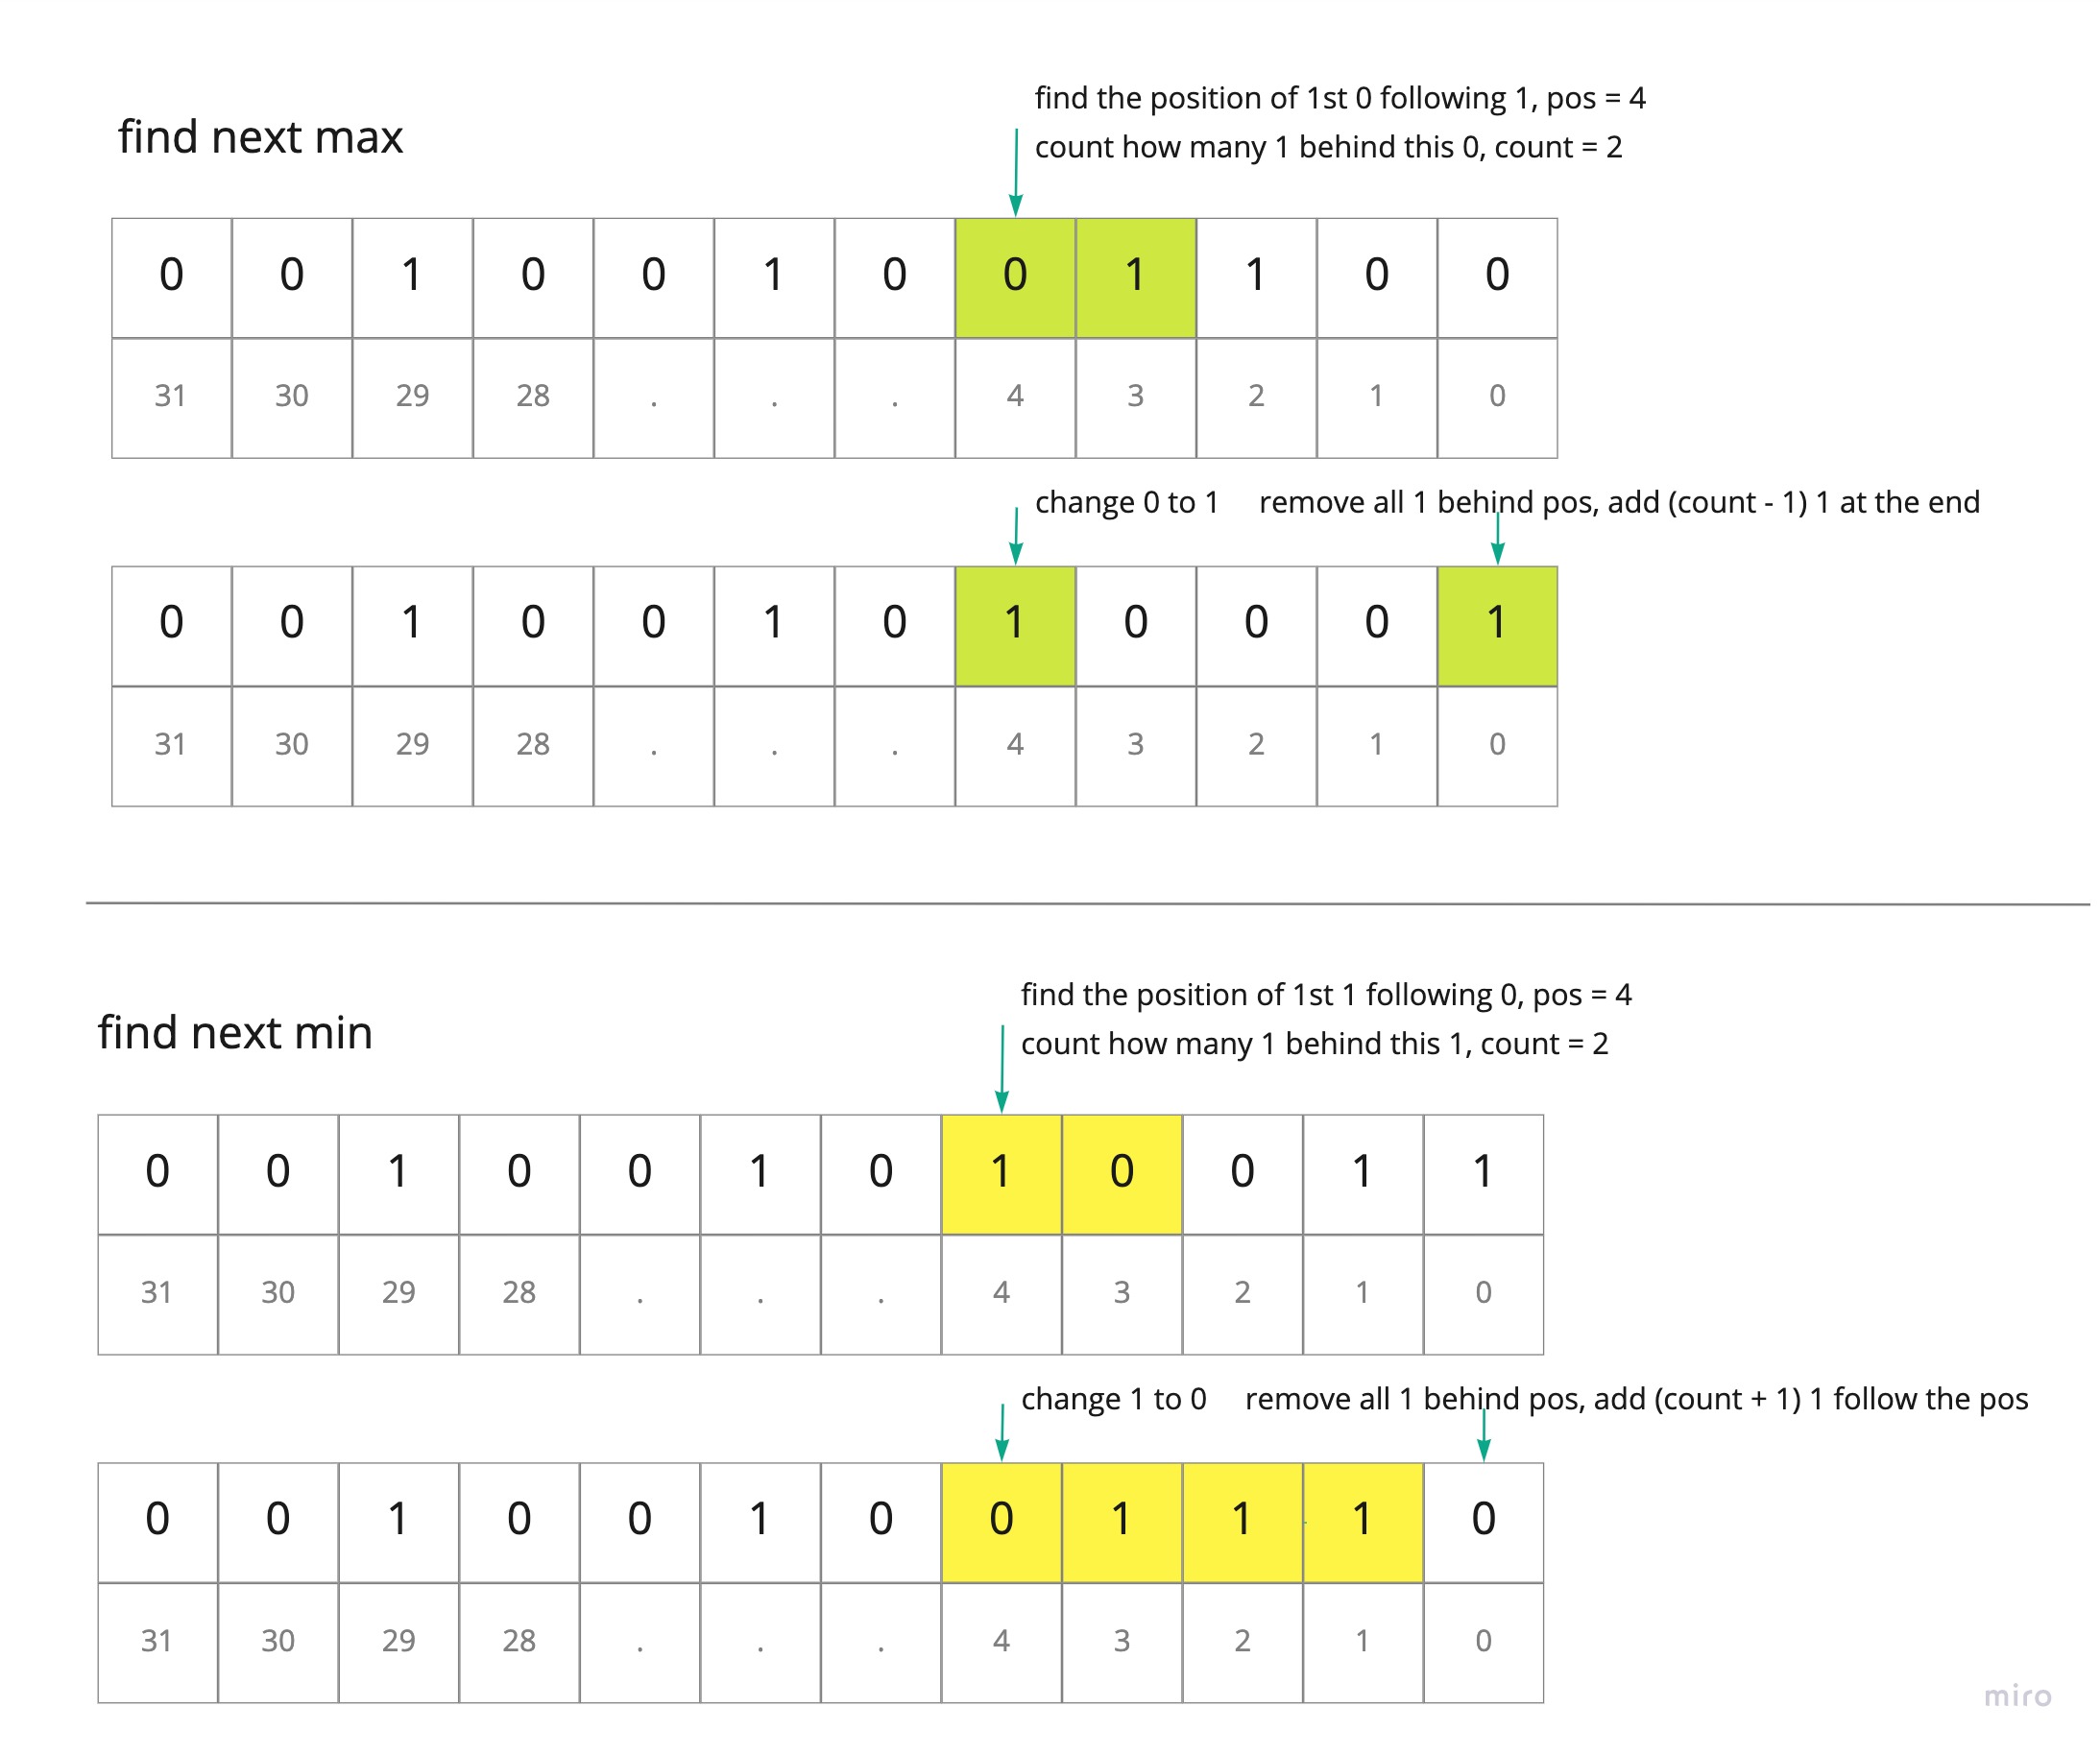 find the position of 1st 0 following 1, pos = 4
find next max
count how many 1 behind this 0, count = 2
0 0 1 0 0 1 0 0 1 1 0 0
31 30 29 28 . . . 4 3 2 1 0
change 0 to 1 remove all 1 behind pos, add (count - 1) 1 at the end
0 0 1 0 0 1 0 1 0 0 0 1
31 30 29 28 . . . 4 3 2 1 0
find the position of 1st 1 following 0, pos = 4
find next min
count how many 1 behind this 1, count = 2
0 0 1 0 0 1 0 1 0 0 1 1
31 30 29 28 . . . 4 3 2 1 0
change 1 to 0 remove all 1 behind pos, add (count + 1) 1 follow the pos
0 0 1 0 0 1 0 0 1 1 1 0
31 30 29 28 . . . 4 3 2 1 0
miro